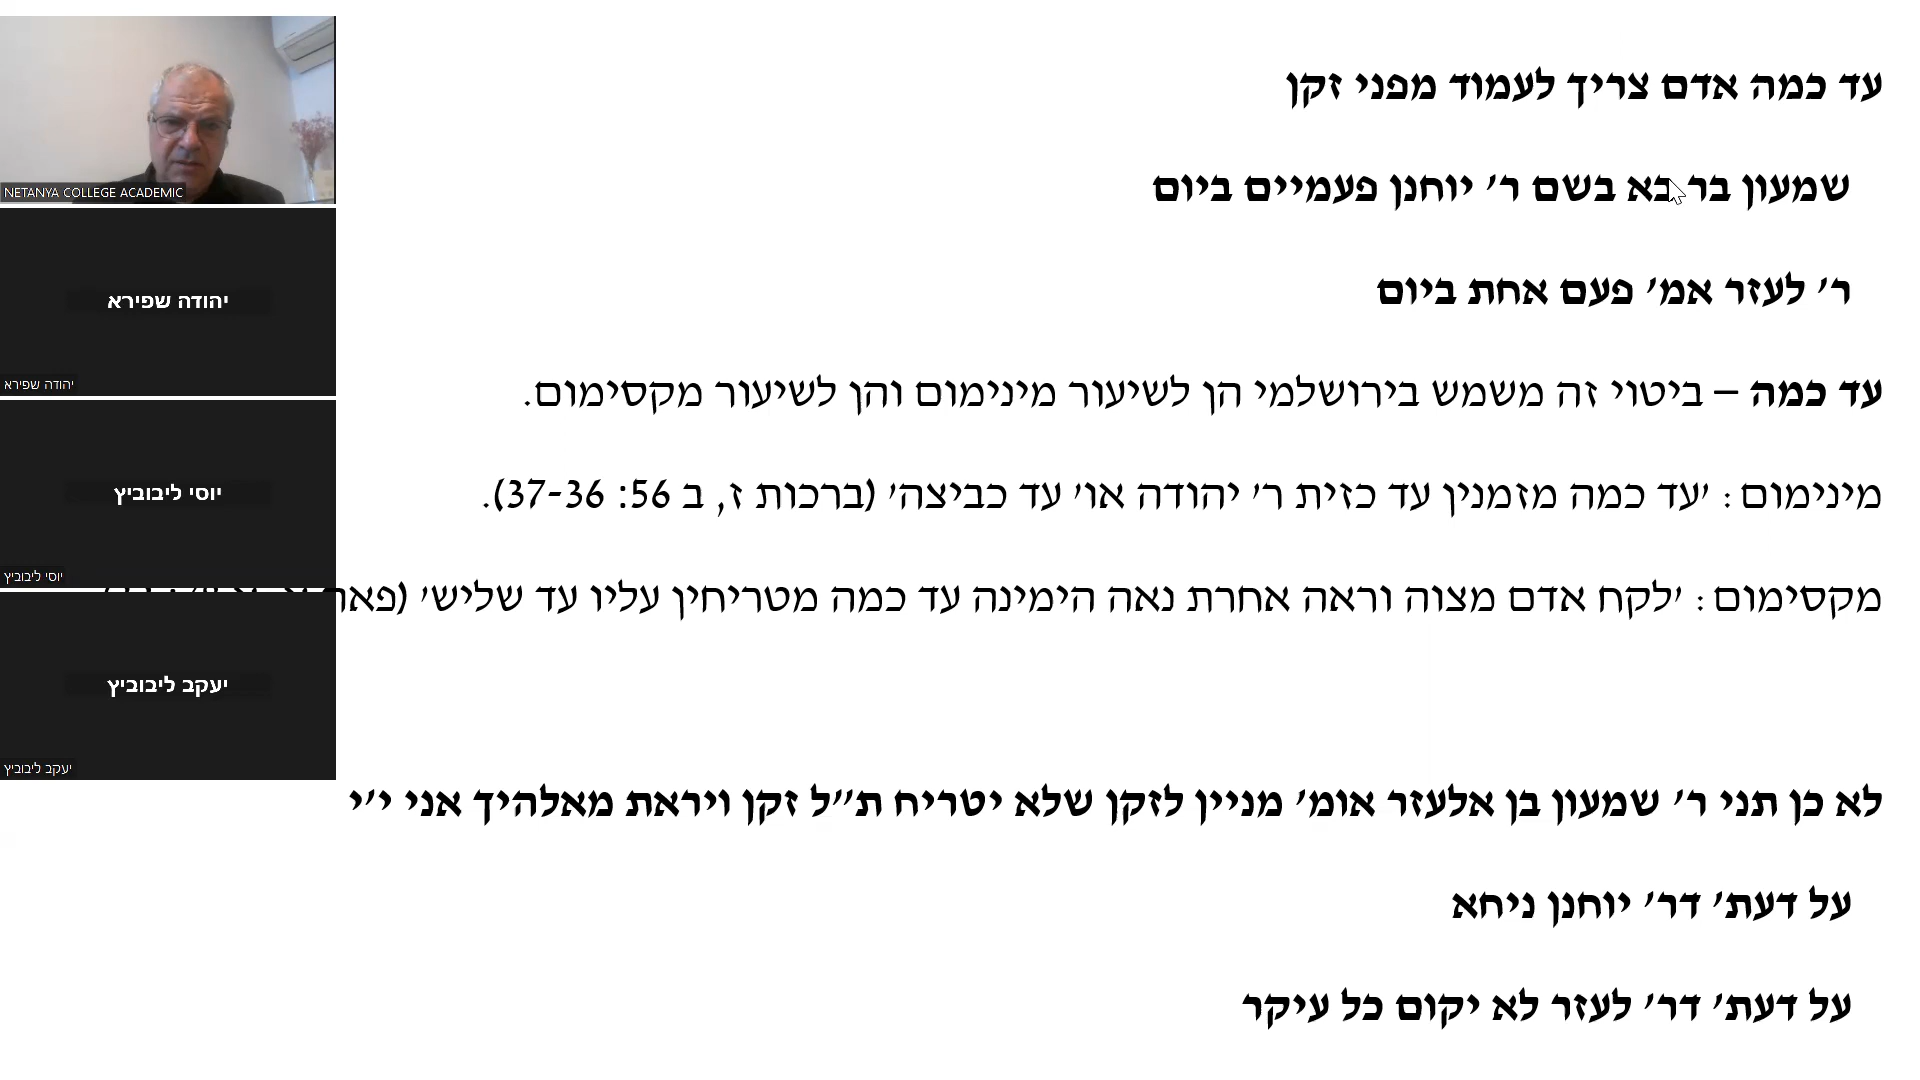 עד כמה אדם צריך לעמוד מפני זקן
שמעון בר בא בשם ר' יוחנן פעמיים ביום
ר' לעזר אמ' פעם אחת ביום
עד כמה – ביטוי זה משמש בירושלמי הן לשיעור מינימום והן לשיעור מקסימום.
מינימום: 'עד כמה מזמנין עד כזית ר' יהודה או' עד כביצה' (ברכות ז, ב 56: 36-37).
מקסימום: 'לקח אדם מצוה וראה אחרת נאה הימינה עד כמה מטריחין עליו עד שליש' (פאה
לא כן תני ר' שמעון בן אלעזר אומ' מניין לזקן שלא יטריח ת"ל זקן ויראת מאלהיך אני י'י
על דעת' דר' יוחנן ניחא
על דעת' דר' לעזר לא יקום כל עיקר
NETANYA COLLEGE ACADEMIC
יהודה שפירא
יהודה שפירא
יוסי ליבוביץ
יוסי ליבוביץ
יעקב ליבוביץ
יעקב ליבוביץ